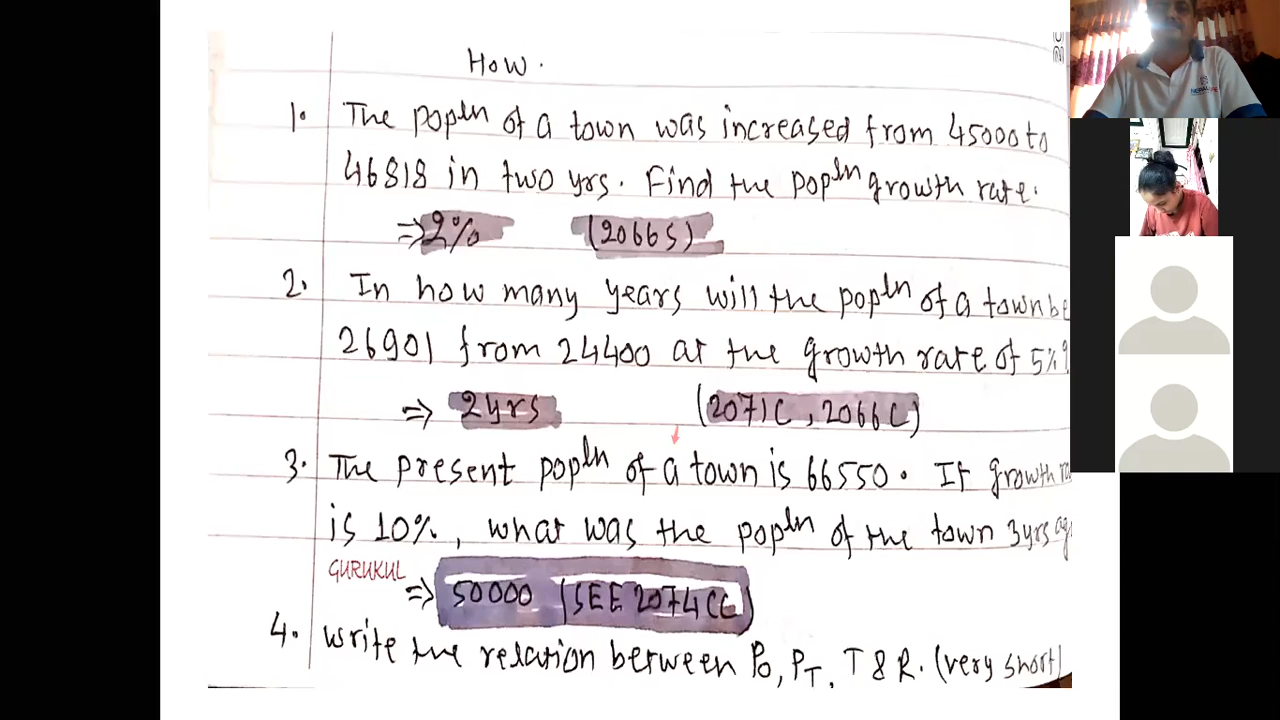 How.
1. The popln of a town was increased from 45000 to
46818 in two yrs. Find the popln growth rate.
⇒ 2% (2066S)
2. In how many years will the popln of a town be
26901 from 24400 at the growth rate of 5%?
⇒ 2yrs (2071C, 2066C)
3. The present popln of a town is 66550. If growth
is 10%, what was the popln of the town 3yrs ag
GURUKUL
⇒ 50000 (SEE 2074CC)
4. Write the relation between Po, PT, T & R. (very short)